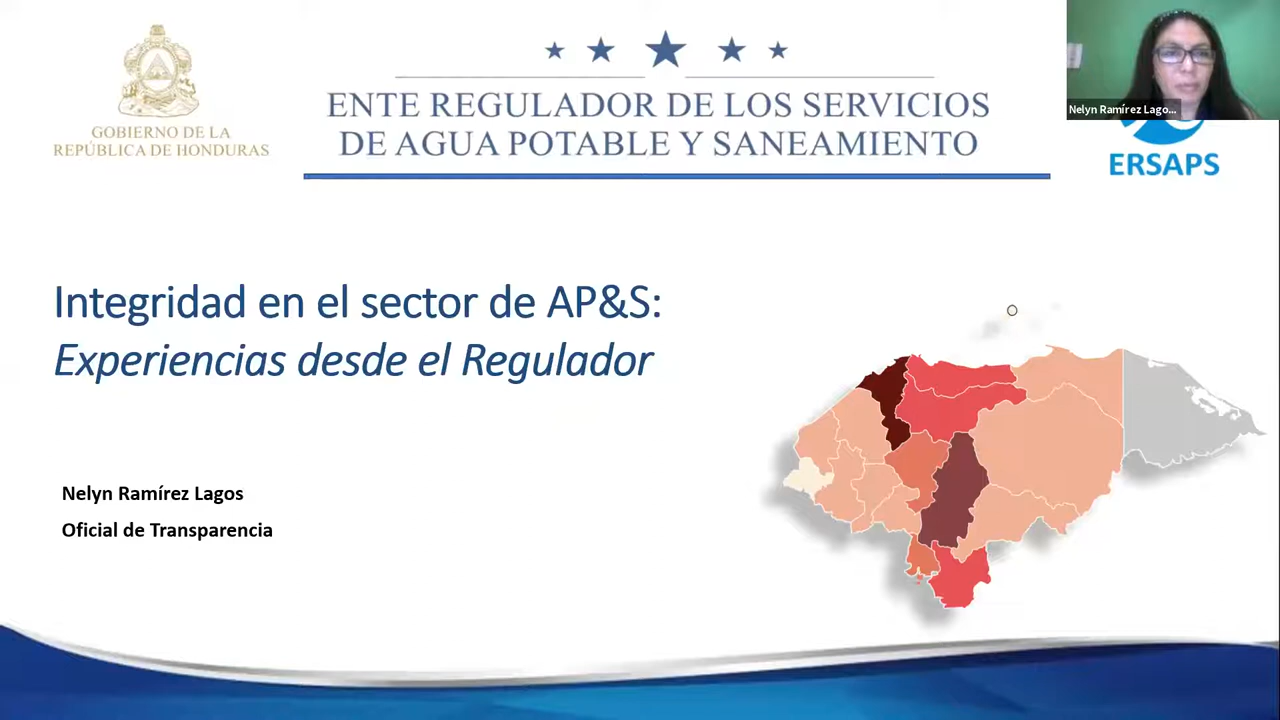 GOBIERNO DE LA
REPÚBLICA DE HONDURAS
ENTE REGULADOR DE LOS SERVICIOS
DE AGUA POTABLE Y SANEAMIENTO
Nelyn Ramírez Lago...
ERSAPS
Integridad en el sector de AP&S:
Experiencias desde el Regulador
Nelyn Ramírez Lagos
Oficial de Transparencia